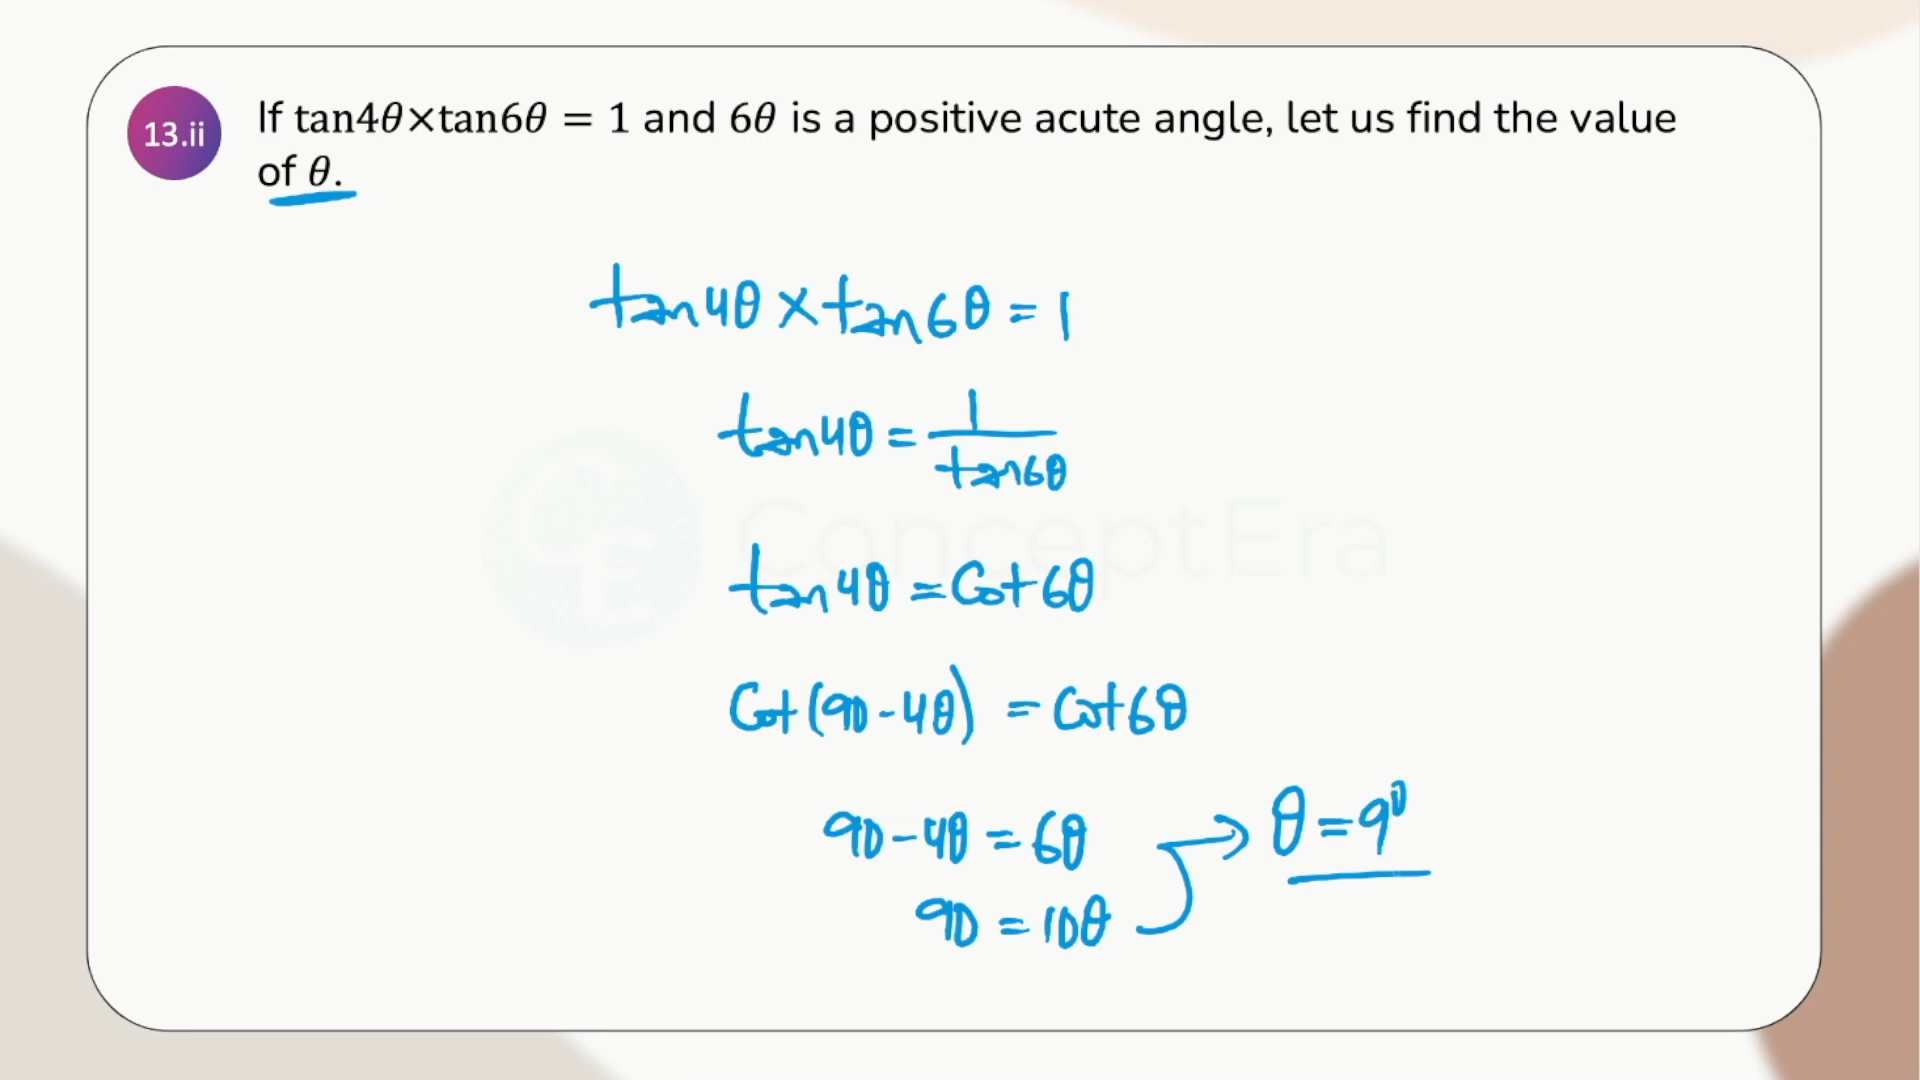 13.ii
If tan4θ×tan6θ = 1 and 6θ is a positive acute angle, let us find the value
of θ.
tan4θ × tan6θ = 1
tan4θ = 1/tan6θ
ConceptEra
tan4θ = Cot6θ
Cot(90-4θ) = Cot6θ
90-4θ = 6θ
θ = 9°
90 = 10θ